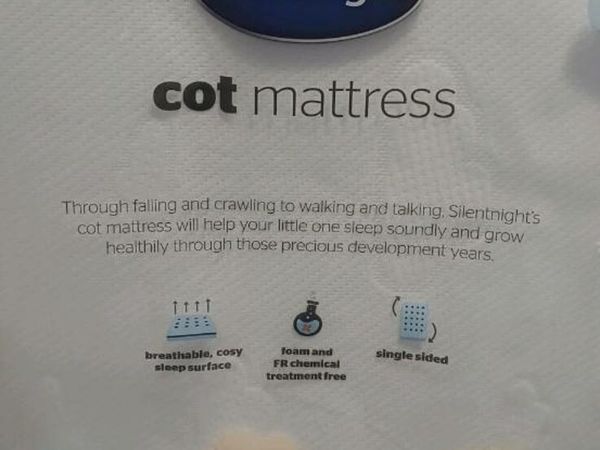 cot mattress
Through falling and crawling to walking and talking, Silentnight's
cot mattress will help your little one sleep soundly and grow
healthily through those precious development years.
breathable, cosy
sleep surface
foam and
FR chemical
treatment free
single sided